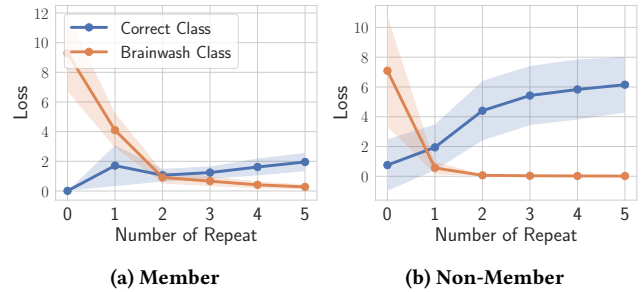 12
10
8
6
4
2
0
Loss
Correct Class
Brainwash Class
0 1 2 3 4 5
Number of Repeat
(a) Member
10
8
6
4
2
0
Loss
0 1 2 3 4 5
Number of Repeat
(b) Non-Member